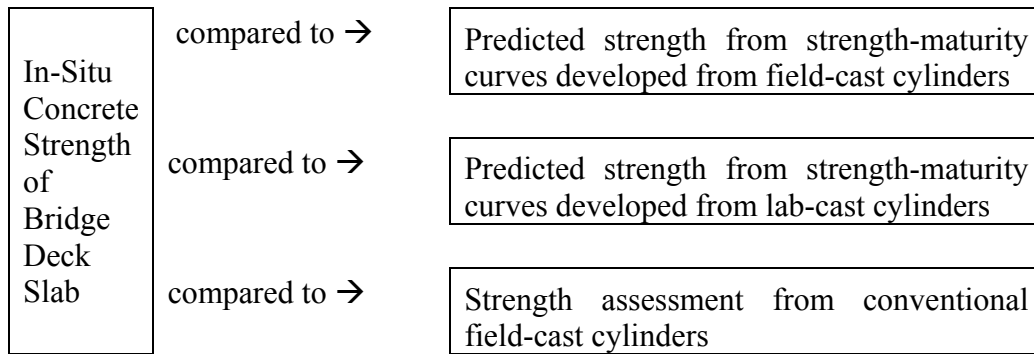 In-Situ
Concrete
Strength
of
Bridge
Deck
Slab
compared to →
Predicted strength from strength-maturity
curves developed from field-cast cylinders
compared to →
Predicted strength from strength-maturity
curves developed from lab-cast cylinders
compared to →
Strength assessment from conventional
field-cast cylinders